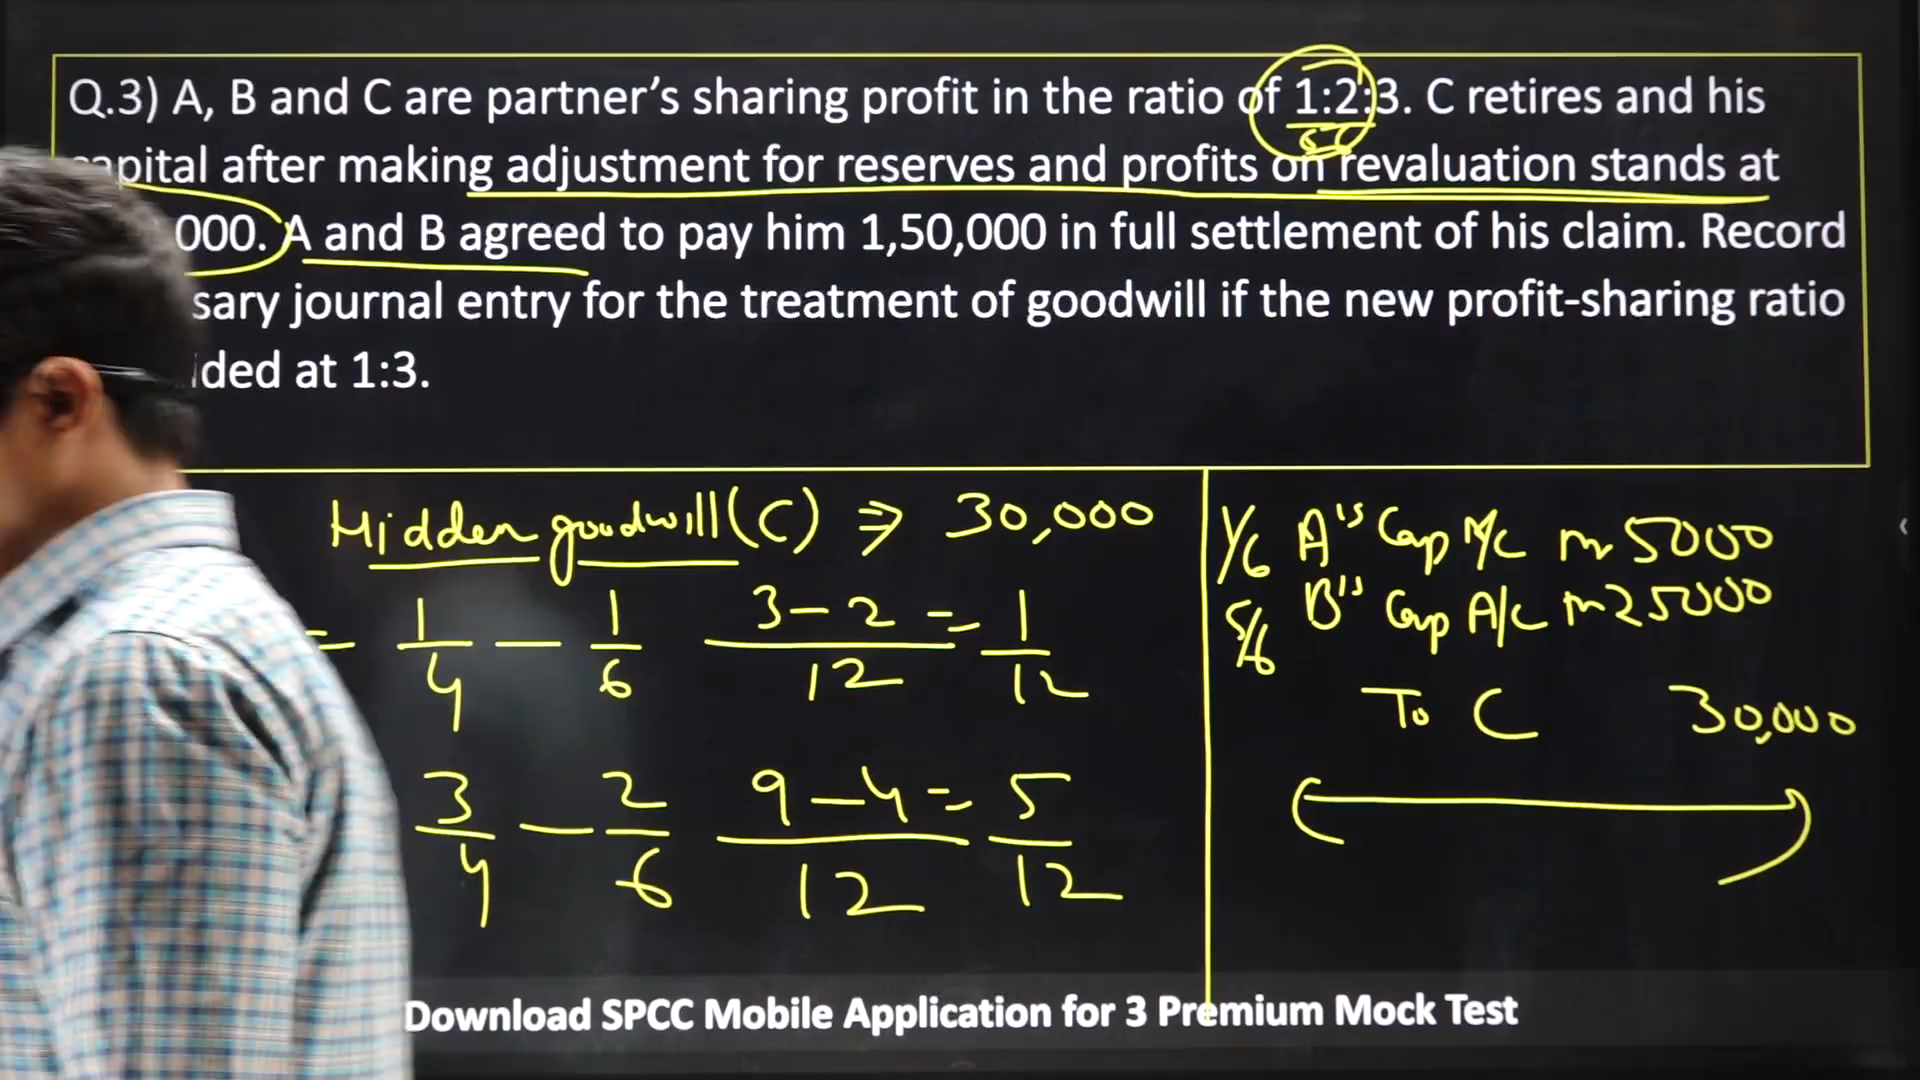 Q.3) A, B and C are partner's sharing profit in the ratio of 1:2:3. C retires and his
capital after making adjustment for reserves and profits on revaluation stands at
000. A and B agreed to pay him 1,50,000 in full settlement of his claim. Record
sary journal entry for the treatment of goodwill if the new profit-sharing ratio
ided at 1:3.
Hidden goodwill (C) ⇒ 30,000
= 1/4 — 1/6 3-2/12 = 1/12
3/4 — 2/6 9-4/12 = 5/12
1/6 A's Cap A/c Dr 5000
5/6 B's Cap A/c Dr 25000
To C 30,000
Download SPCC Mobile Application for 3 Premium Mock Test